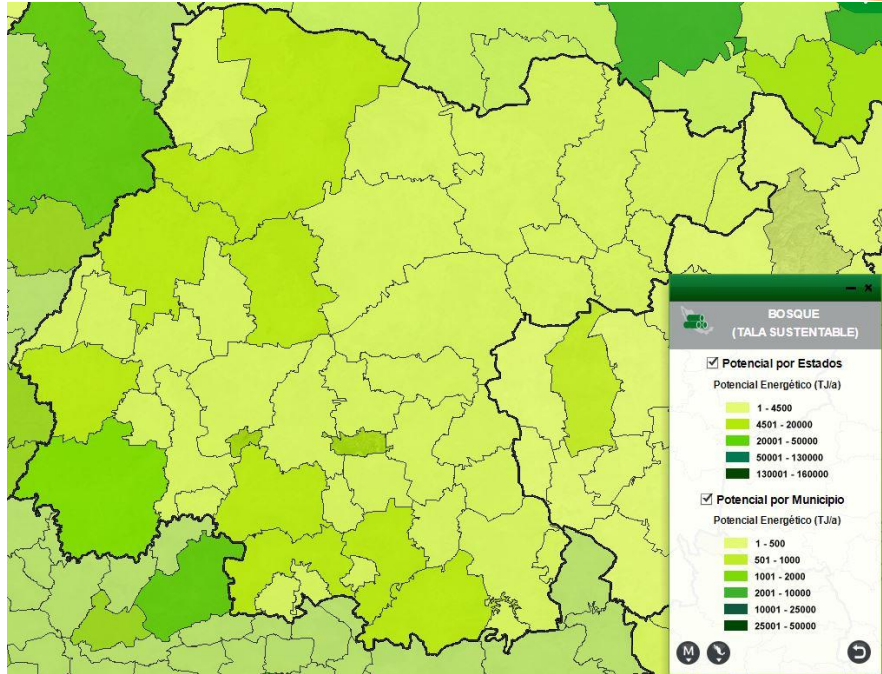 BOSQUE
(TALA SUSTENTABLE)
Potencial por Estados
Potencial Energético (TJ/a)
1 - 4500
4501 - 20000
20001 - 50000
50001 - 130000
130001 - 160000
Potencial por Municipio
Potencial Energético (TJ/a)
1 - 500
501 - 1000
1001 - 2000
2001 - 10000
10001 - 25000
25001 - 50000
M